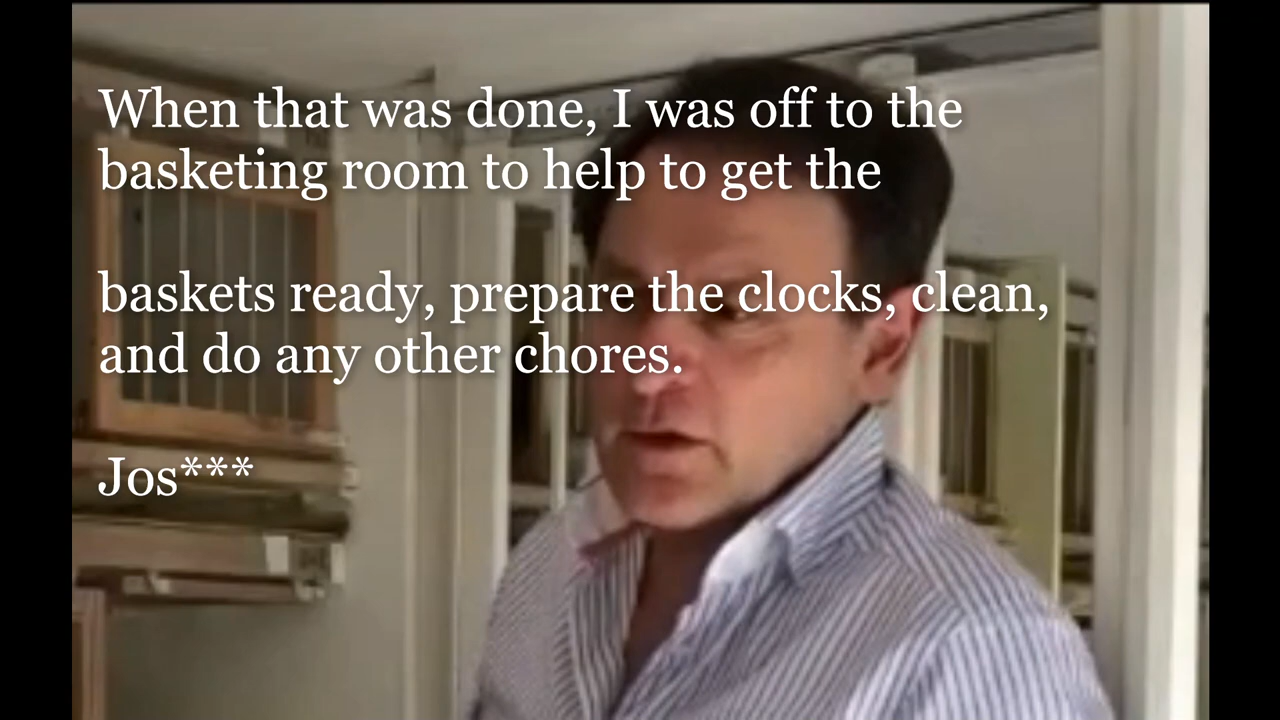 When that was done, I was off to the
basketing room to help to get the
baskets ready, prepare the clocks, clean,
and do any other chores.
Jos***